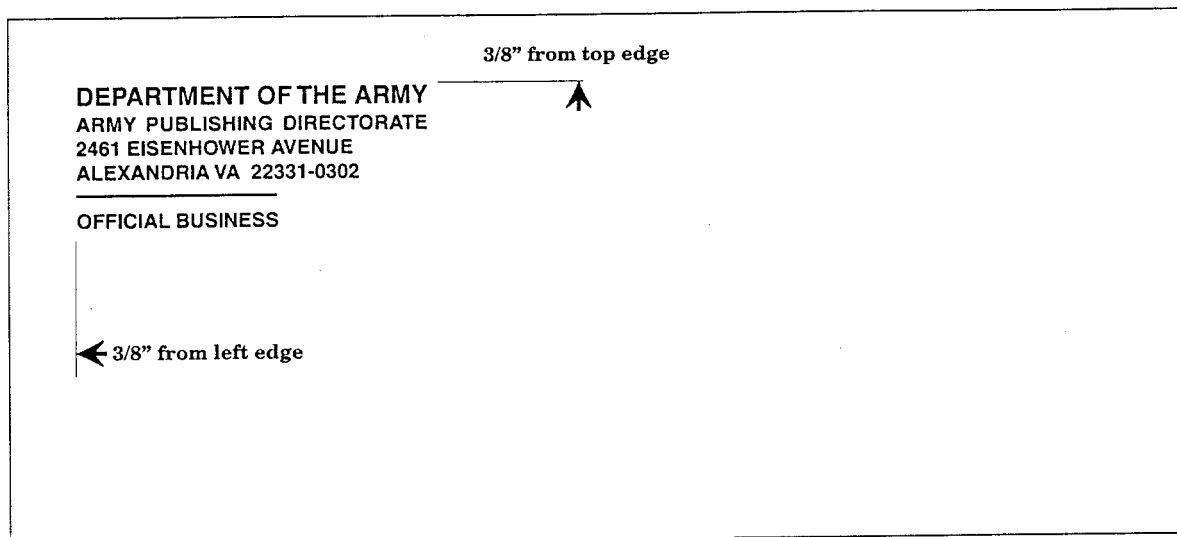 3/8” from top edge
DEPARTMENT OF THE ARMY
ARMY PUBLISHING DIRECTORATE
2461 EISENHOWER AVENUE
ALEXANDRIA VA 22331-0302
OFFICIAL BUSINESS
3/8” from left edge